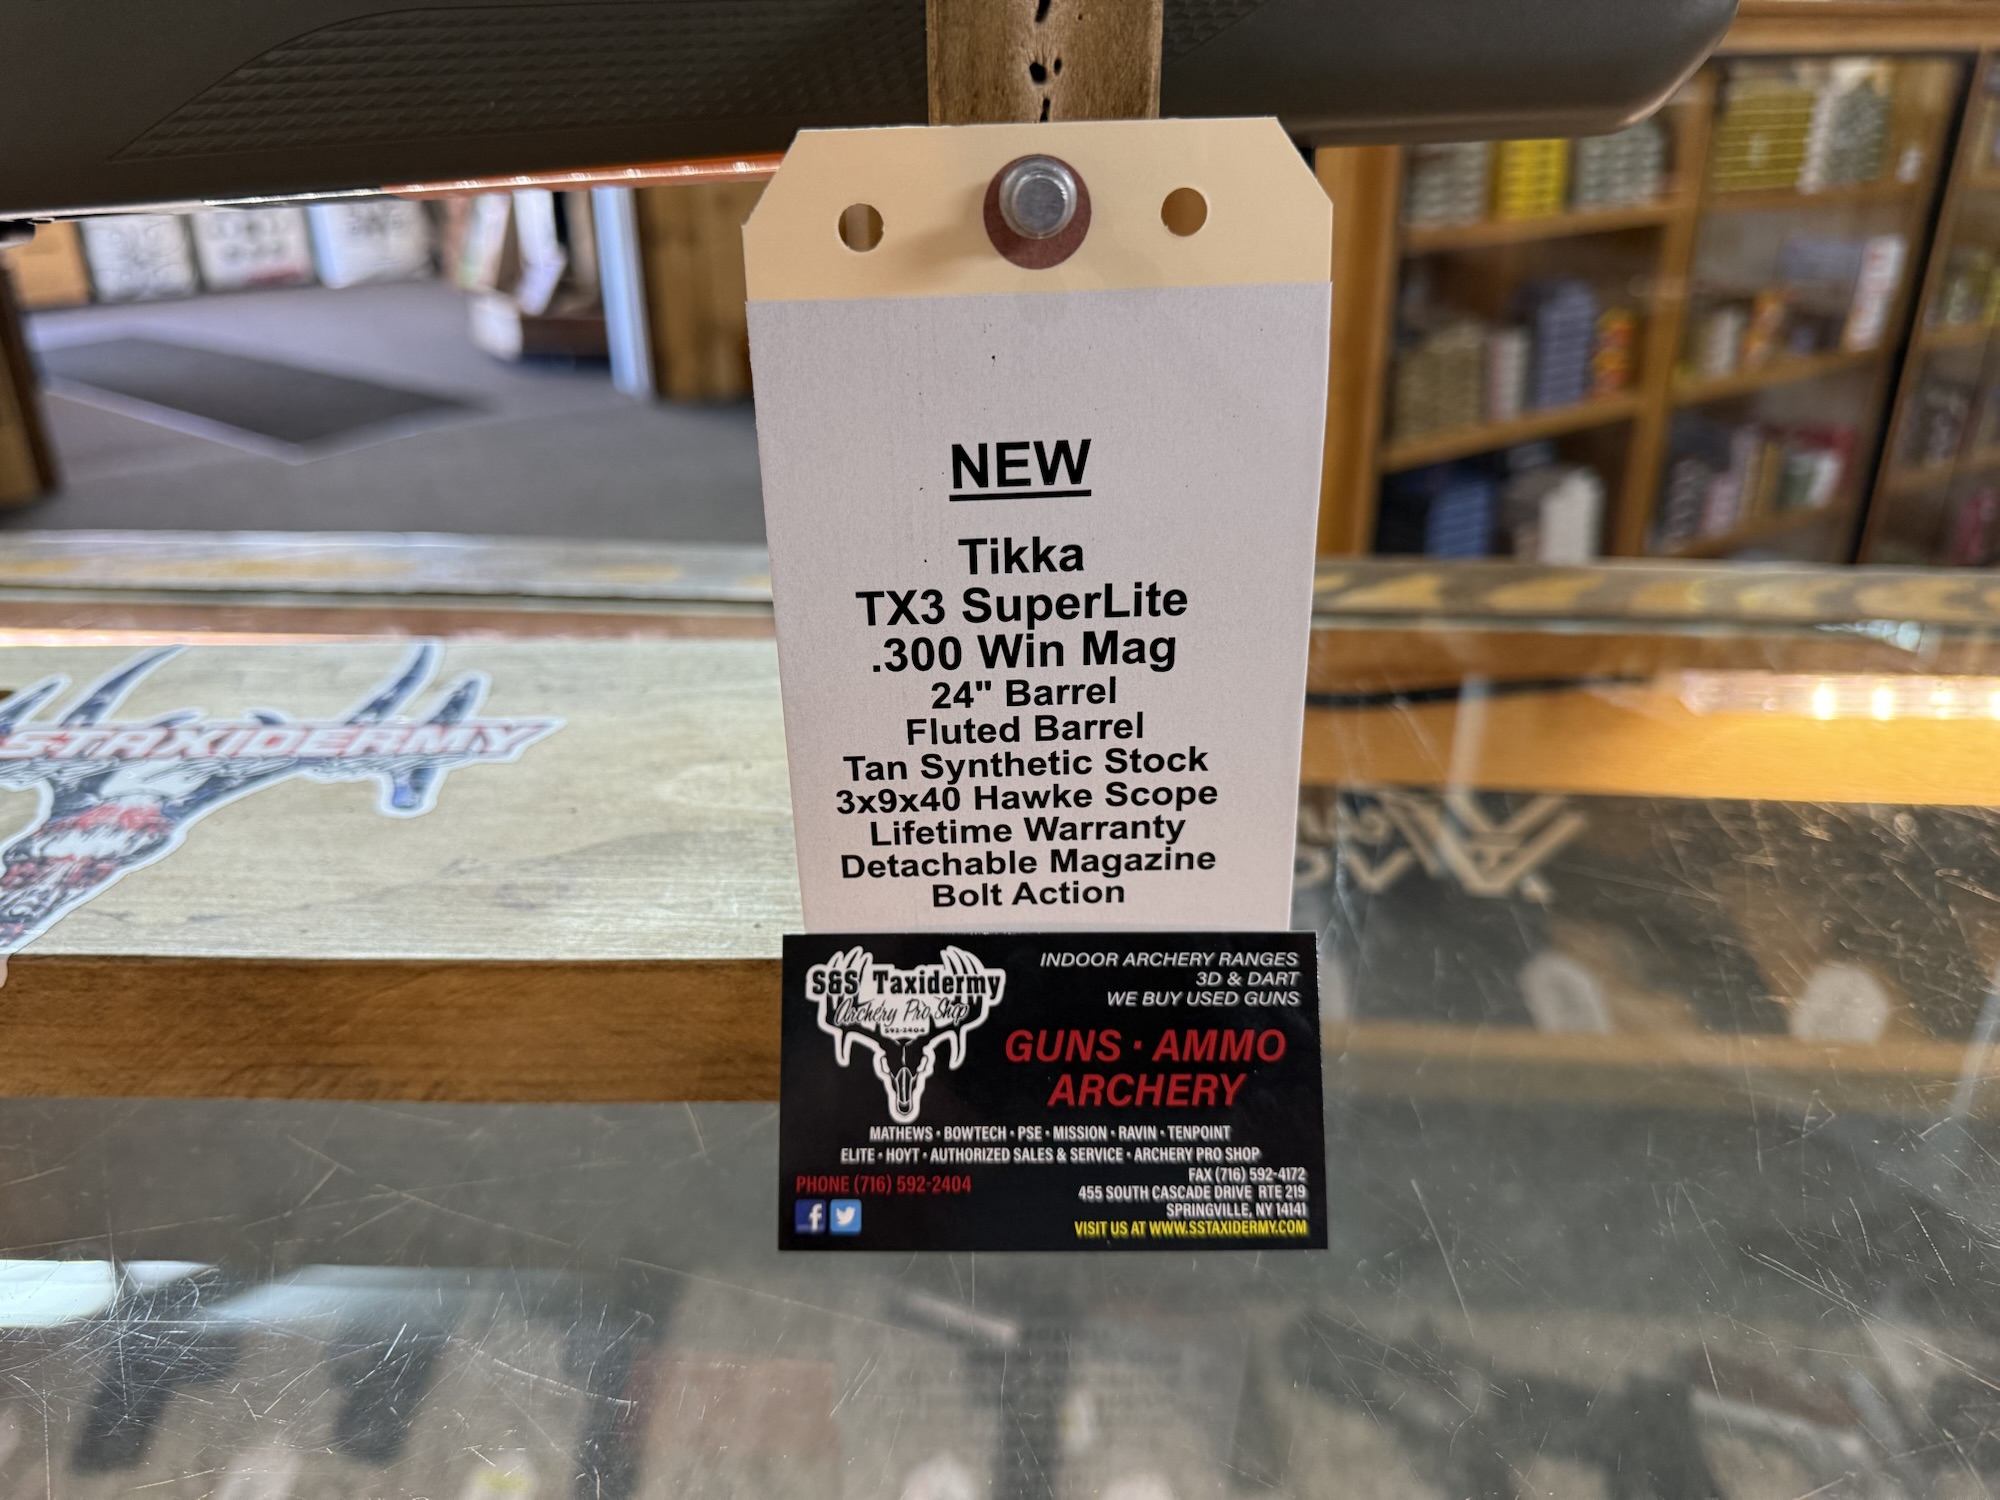 NEW
Tikka
TX3 SuperLite
.300 Win Mag
24" Barrel
Fluted Barrel
Tan Synthetic Stock
3x9x40 Hawke Scope
Lifetime Warranty
Detachable Magazine
Bolt Action
STAXIDERMY
S&S Taxidermy
Archery Pro Shop
592-2404
INDOOR ARCHERY RANGES
3D & DART
WE BUY USED GUNS
GUNS · AMMO
ARCHERY
MATHEWS • BOWTECH • PSE • MISSION • RAVIN • TENPOINT
ELITE • HOYT • AUTHORIZED SALES & SERVICE • ARCHERY PRO SHOP
PHONE (716) 592-2404
FAX (716) 592-4172
455 SOUTH CASCADE DRIVE RTE 219
SPRINGVILLE, NY 14141
VISIT US AT WWW.SSTAXIDERMY.COM